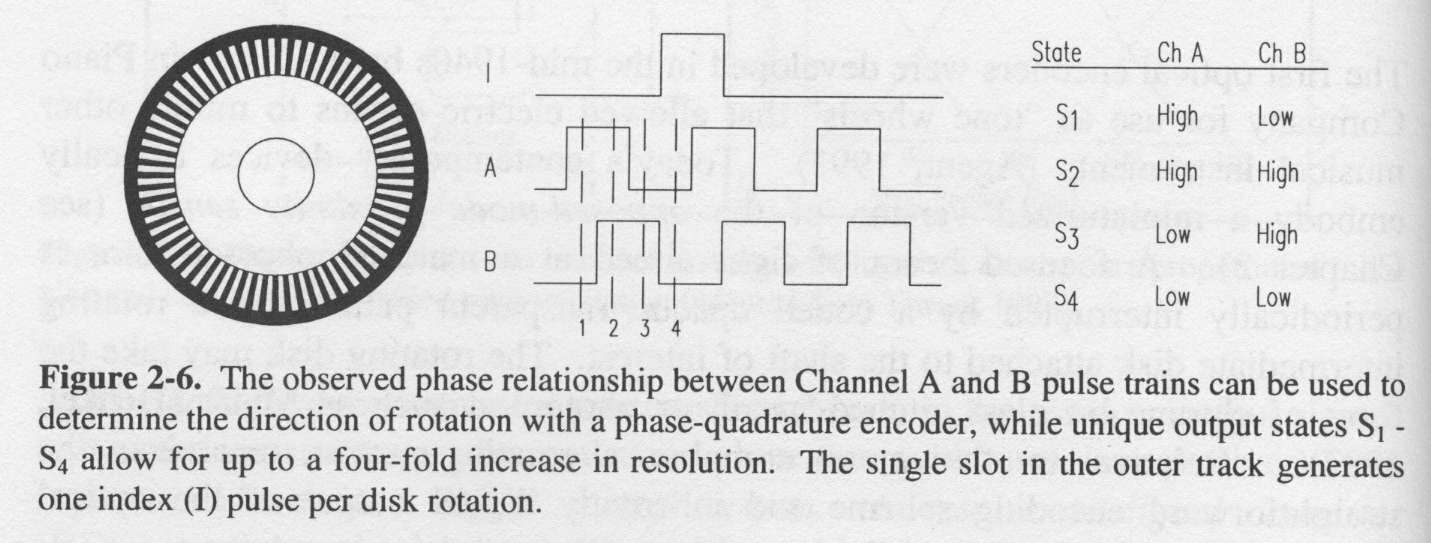 State Ch A Ch B
I
S1 High Low
A
S2 High High
S3 Low High
B
S4 Low Low
1 2 3 4
Figure 2-6. The observed phase relationship between Channel A and B pulse trains can be used to
determine the direction of rotation with a phase-quadrature encoder, while unique output states S1 -
S4 allow for up to a four-fold increase in resolution. The single slot in the outer track generates
one index (I) pulse per disk rotation.